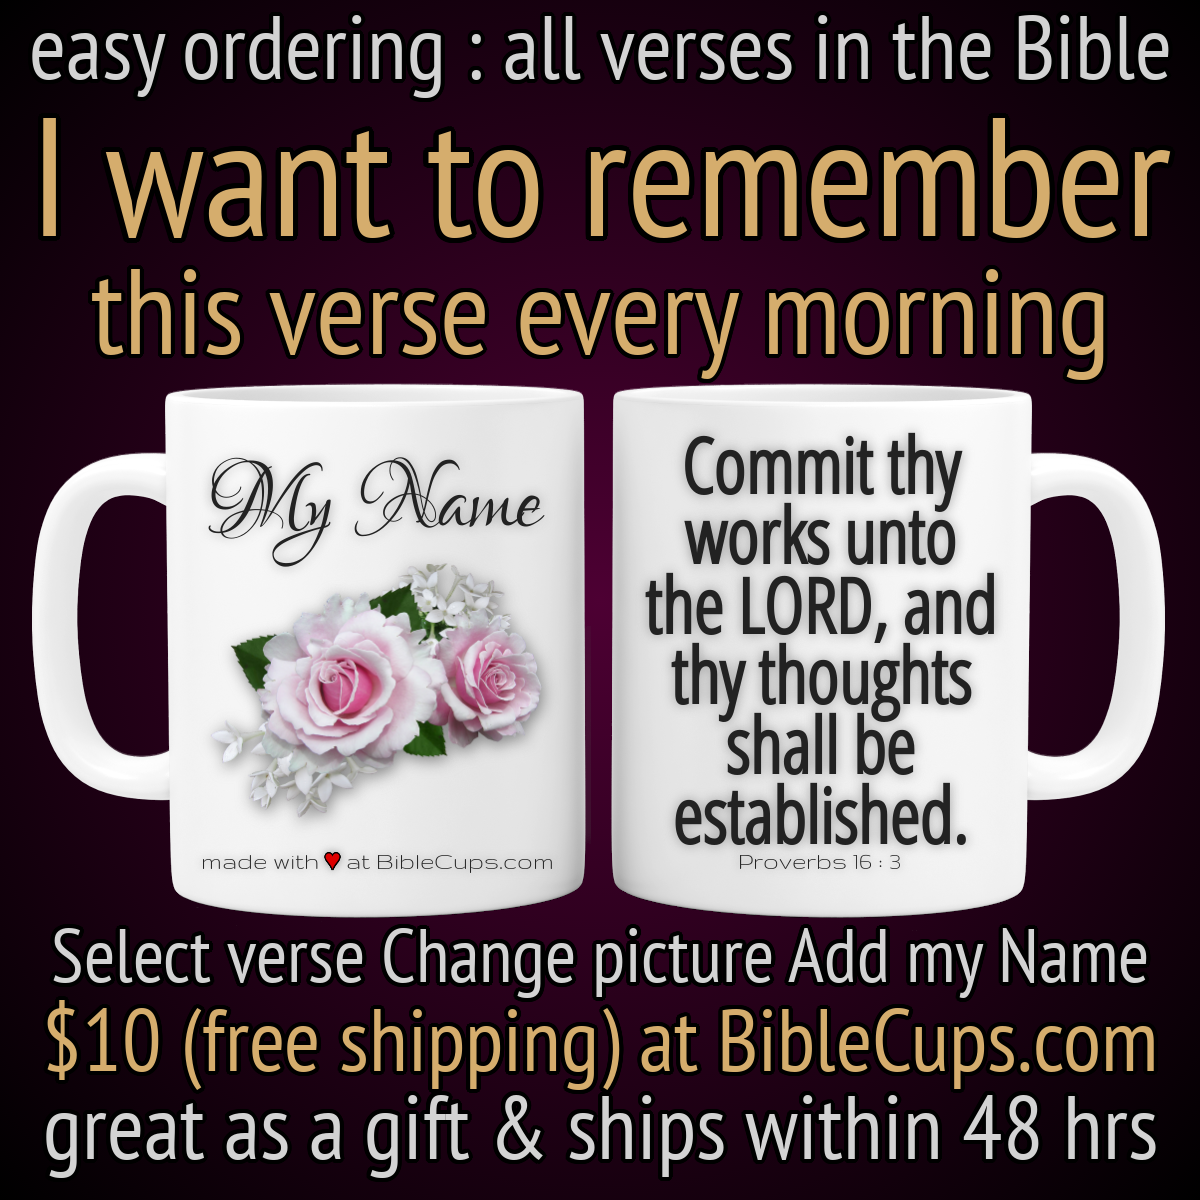 easy ordering : all verses in the Bible
I want to remember
this verse every morning
My Name
made with ♥ at BibleCups.com
Commit thy
works unto
the LORD, and
thy thoughts
shall be
established.
Proverbs 16 : 3
Select verse Change picture Add my Name
$10 (free shipping) at BibleCups.com
great as a gift & ships within 48 hrs